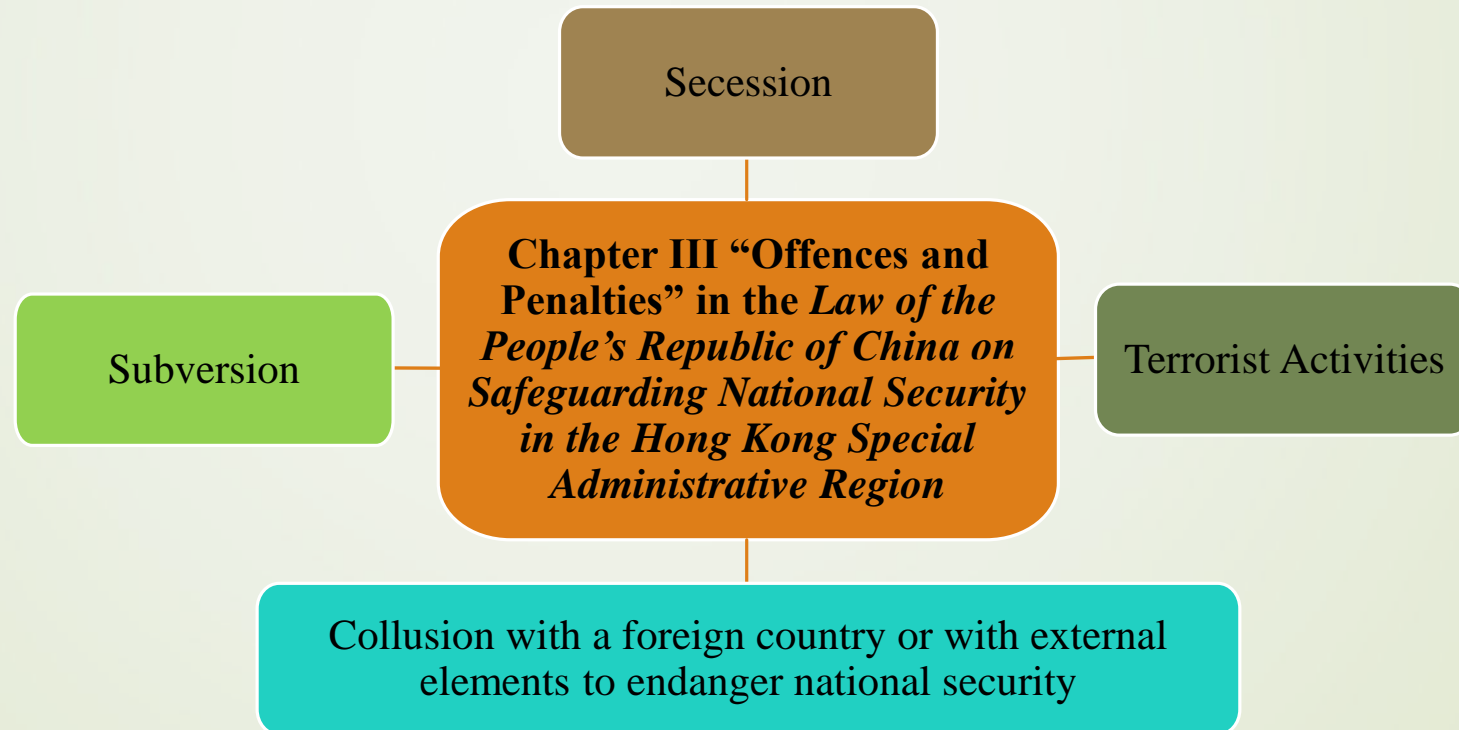 Secession
Chapter III “Offences and
Penalties” in the Law of the
People’s Republic of China on
Safeguarding National Security
in the Hong Kong Special
Administrative Region
Subversion
Terrorist Activities
Collusion with a foreign country or with external
elements to endanger national security